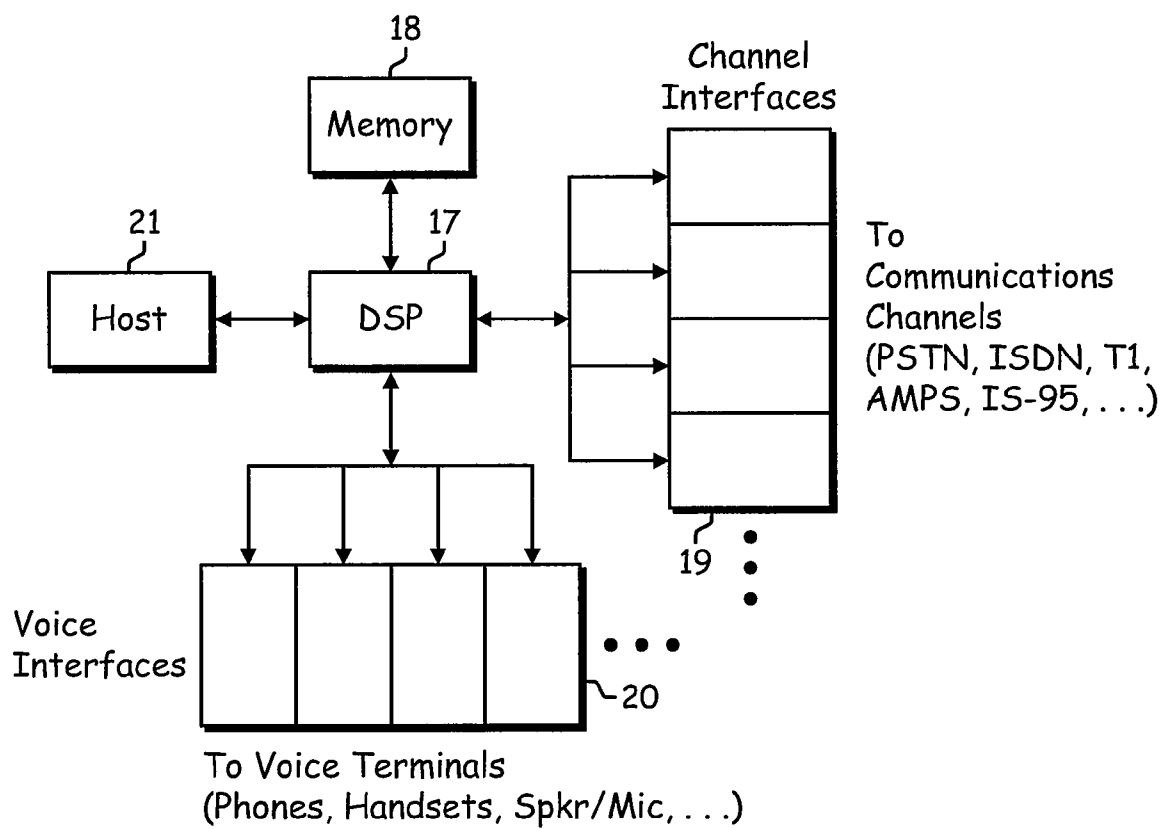 18
Memory
Channel
Interfaces
21
Host
17
DSP
To
Communications
Channels
(PSTN, ISDN, T1,
AMPS, IS-95, . . .)
19
Voice
Interfaces
20
To Voice Terminals
(Phones, Handsets, Spkr/Mic, . . .)